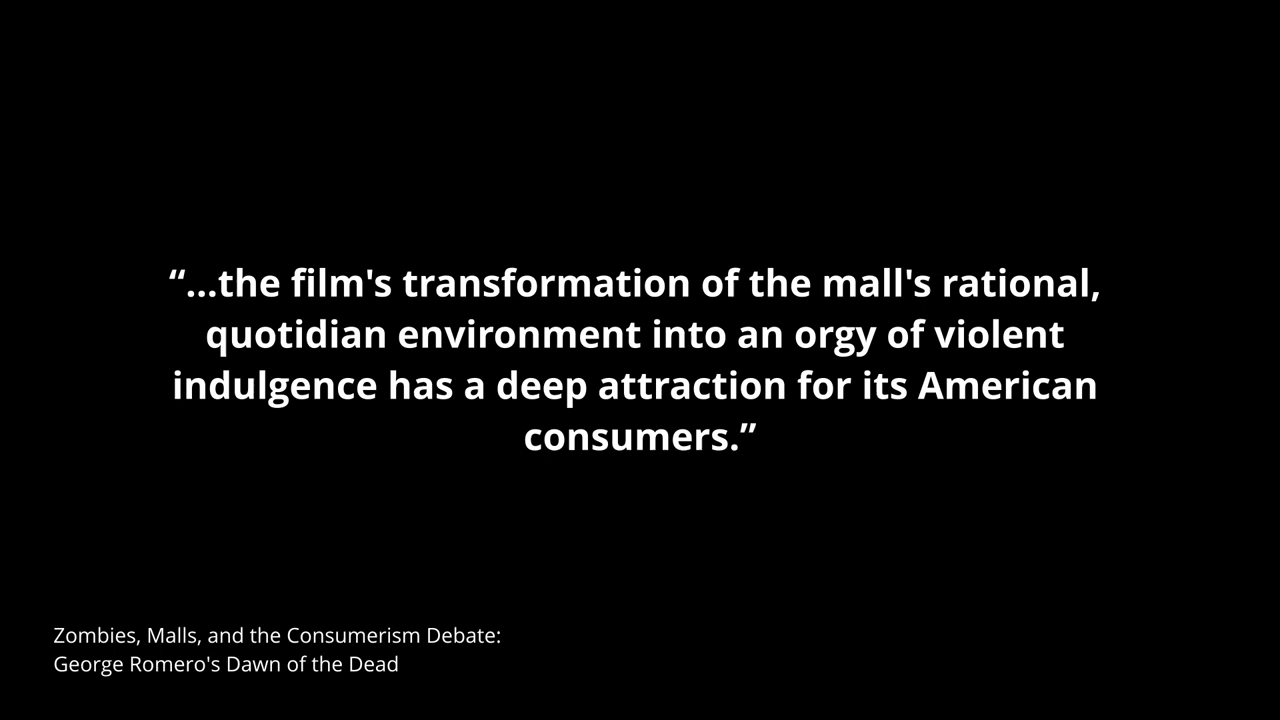 “...the film's transformation of the mall's rational,
quotidian environment into an orgy of violent
indulgence has a deep attraction for its American
consumers.”
Zombies, Malls, and the Consumerism Debate:
George Romero's Dawn of the Dead